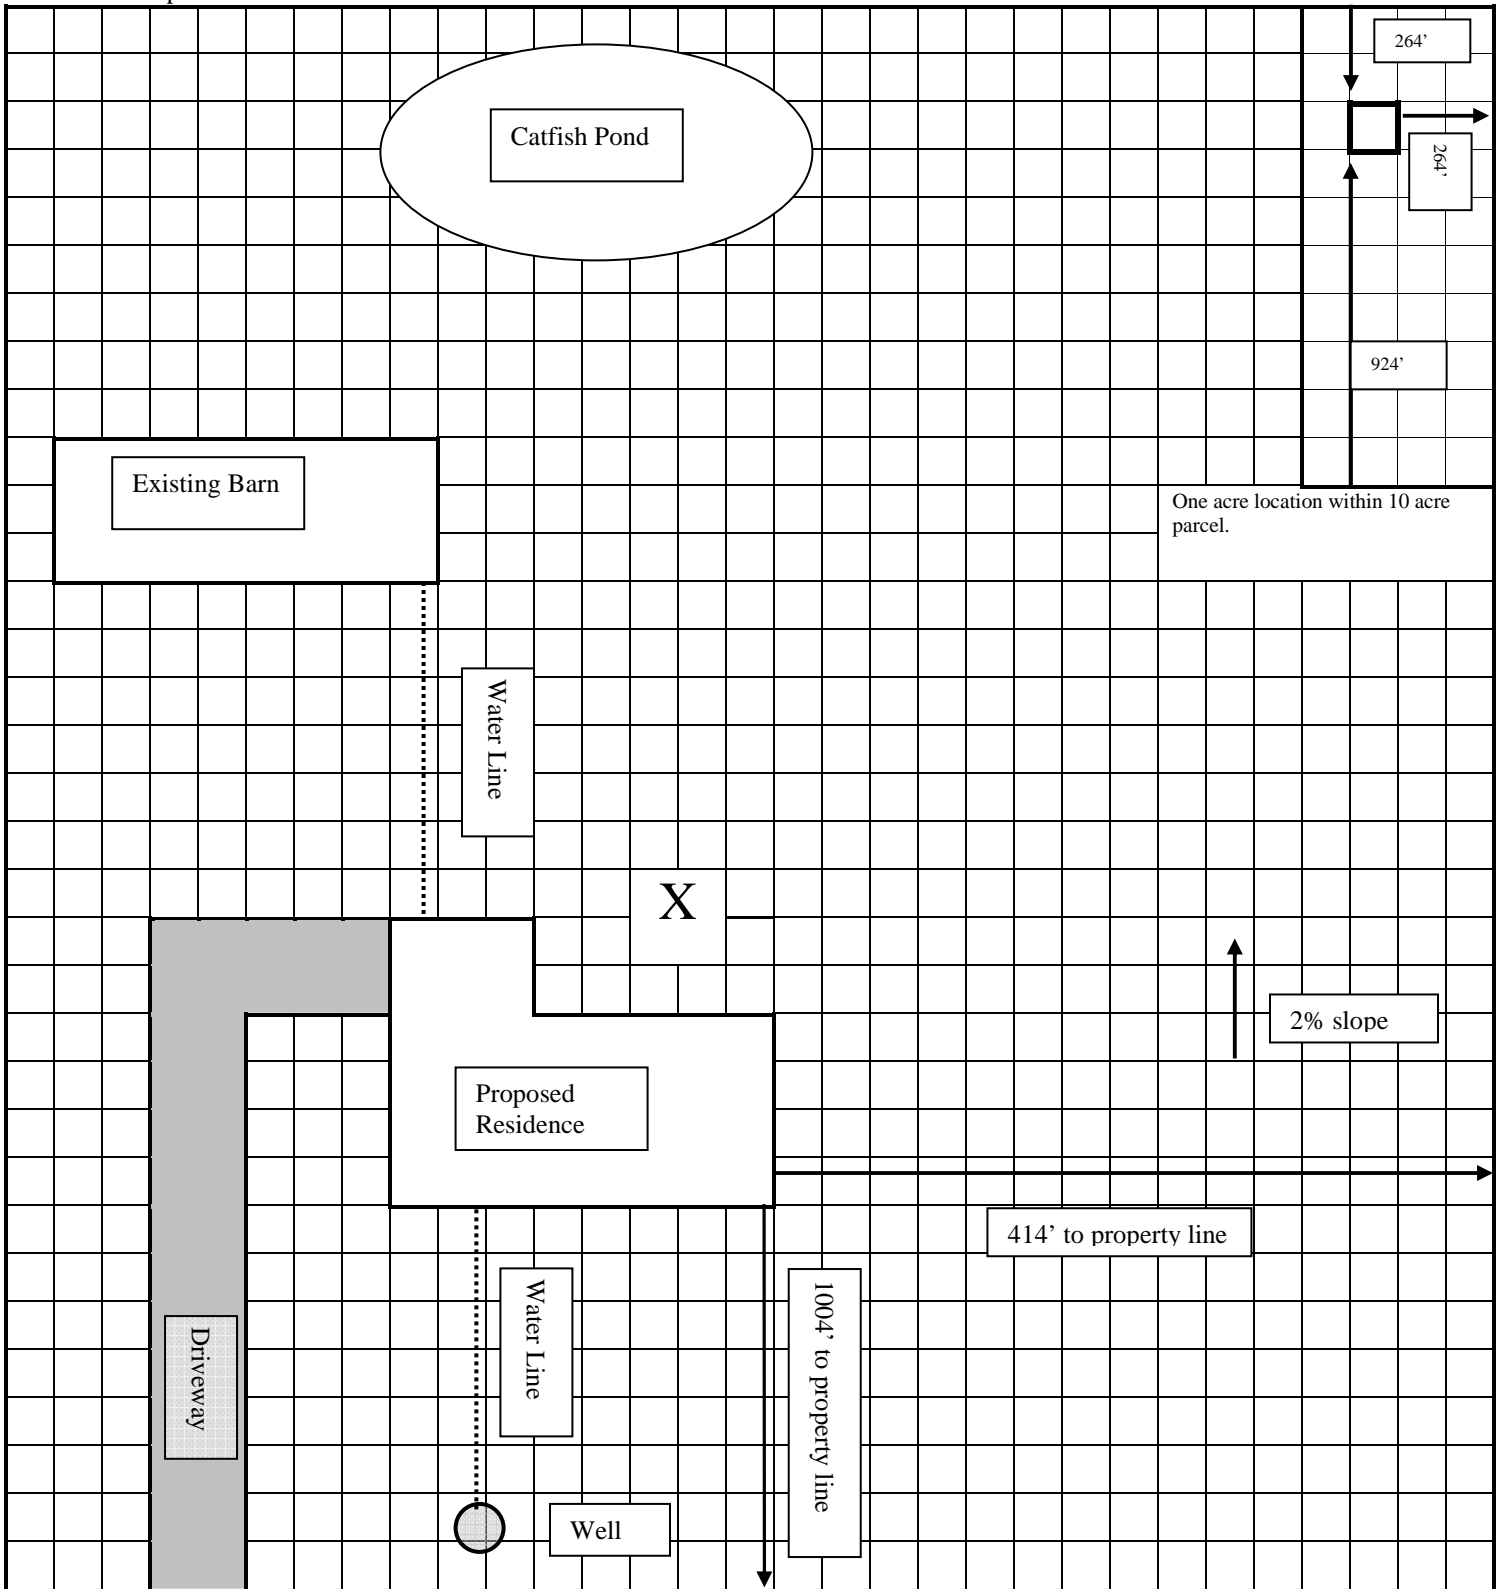 264’
Catfish Pond
264’
924’
Existing Barn
One acre location within 10 acre
parcel.
Water Line
X
2% slope
Proposed
Residence
414’ to property line
Water Line
1004’ to property line
Driveway
Well